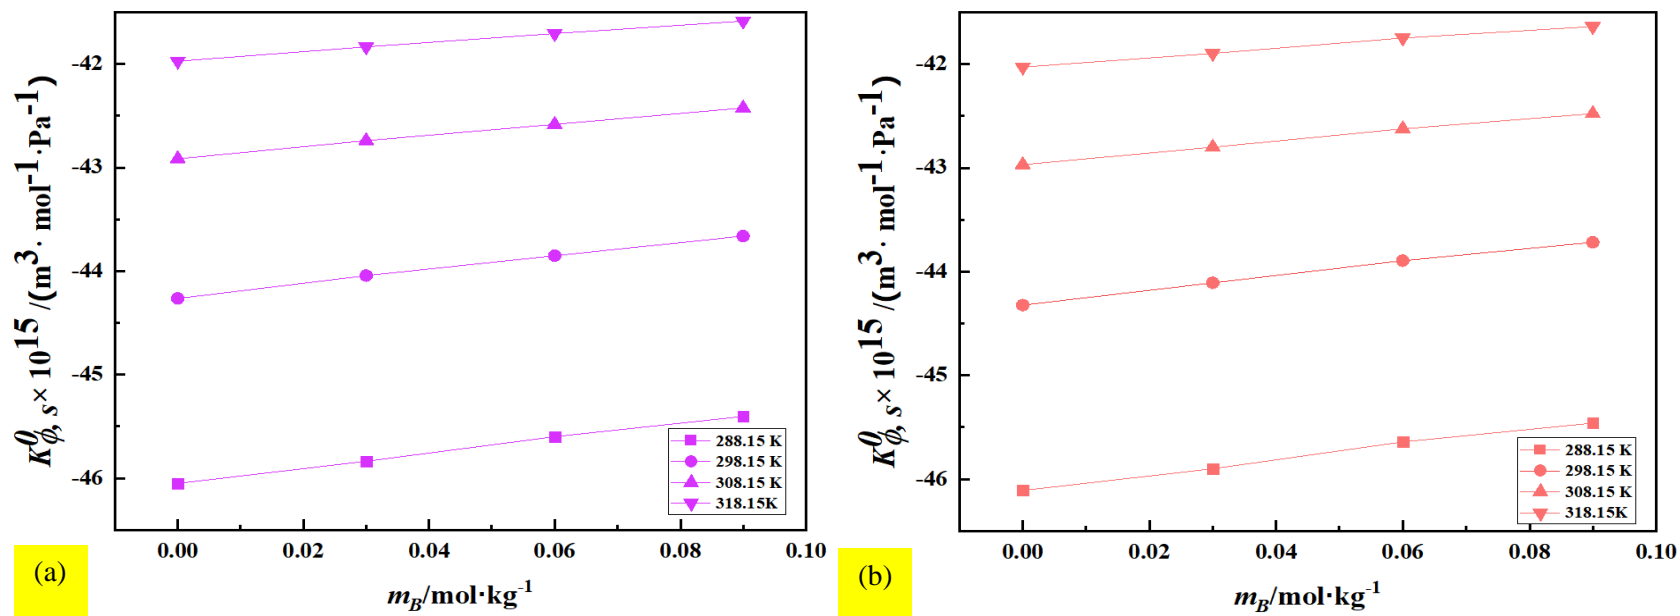 -42
-43
-44
-45
-46
0.00 0.02 0.04 0.06 0.08 0.10
K⁰ϕ, s × 10¹⁵ /(m³· mol⁻¹·Pa⁻¹)
288.15 K
298.15 K
308.15 K
318.15K
m_B/mol·kg⁻¹
(a)
-42
-43
-44
-45
-46
0.00 0.02 0.04 0.06 0.08 0.10
K⁰ϕ, s × 10¹⁵ /(m³· mol⁻¹·Pa⁻¹)
288.15 K
298.15 K
308.15 K
318.15K
m_B/mol·kg⁻¹
(b)